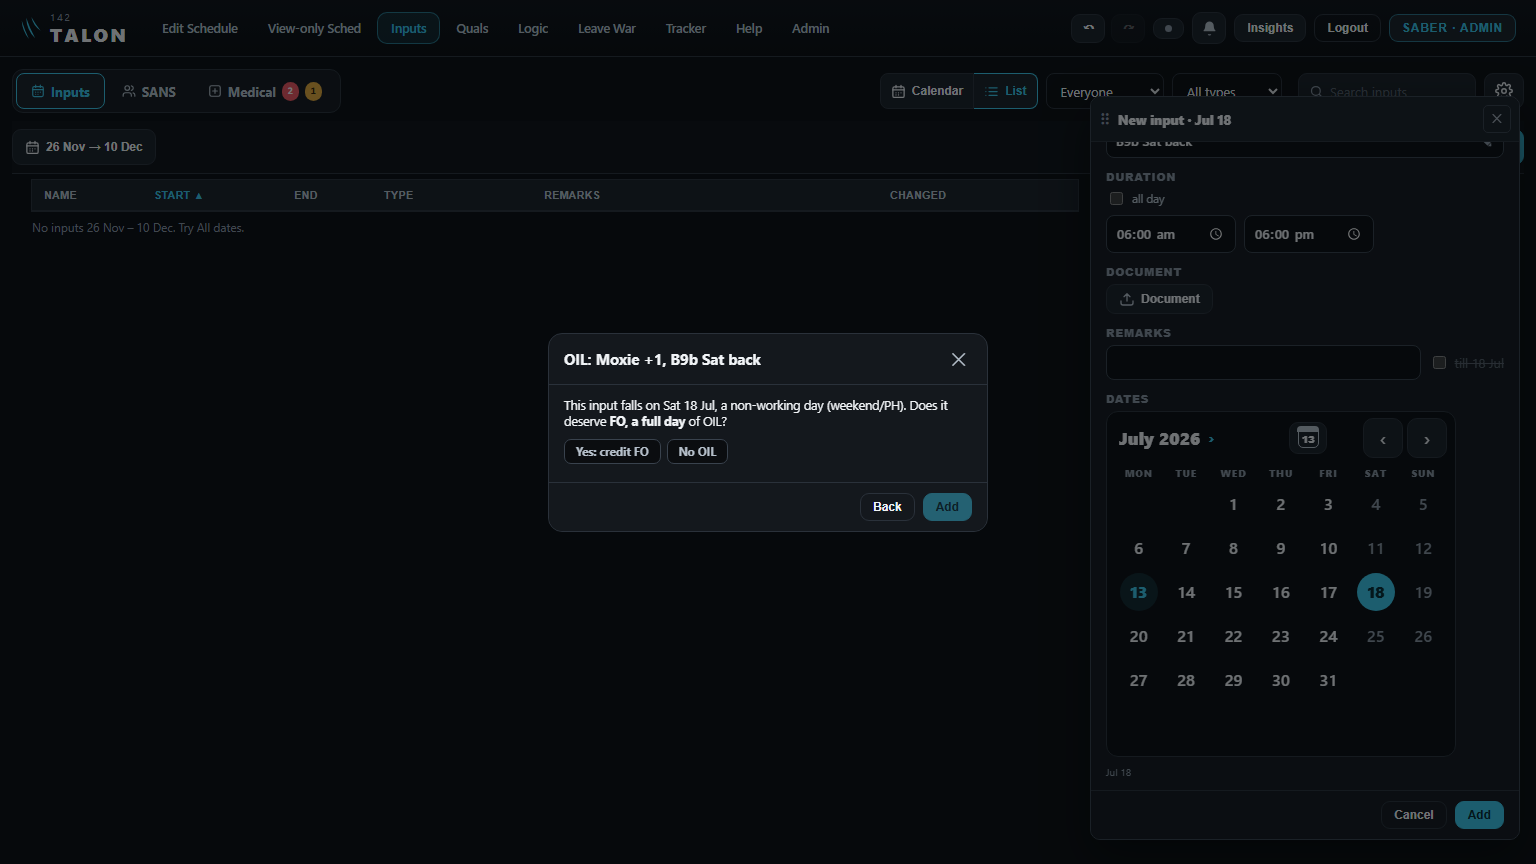 142
TALON
Edit Schedule
View-only Sched
Inputs
Quals
Logic
Leave War
Tracker
Help
Admin
Insights
Logout
SABER · ADMIN
Inputs
SANS
Medical 2 1
Calendar
List
Everyone
All types
Search inputs
26 Nov → 10 Dec
NAME START ▲ END TYPE REMARKS CHANGED
No inputs 26 Nov – 10 Dec. Try All dates.
New input · Jul 18
B9b Sat back
DURATION
all day
06:00 am
06:00 pm
DOCUMENT
Document
REMARKS
till 18 Jul
DATES
July 2026 ›
13
‹ ›
MON TUE WED THU FRI SAT SUN
1 2 3 4 5
6 7 8 9 10 11 12
13 14 15 16 17 18 19
20 21 22 23 24 25 26
27 28 29 30 31
Jul 18
Cancel
Add
OIL: Moxie +1, B9b Sat back
This input falls on Sat 18 Jul, a non-working day (weekend/PH). Does it
deserve FO, a full day of OIL?
Yes: credit FO
No OIL
Back
Add